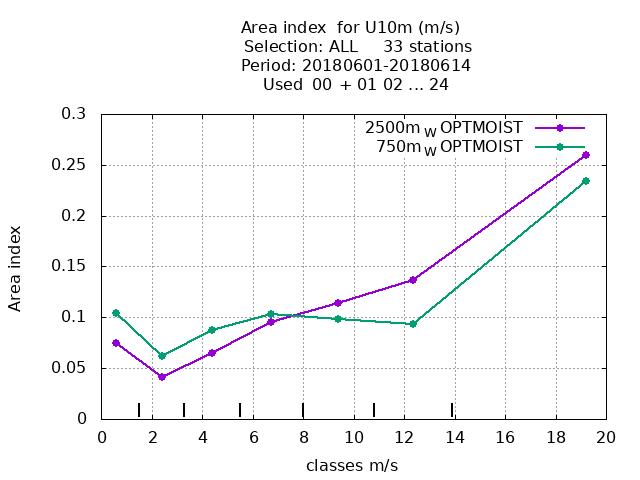 Area index for U10m (m/s)
Selection: ALL 33 stations
Period: 20180601-20180614
Used 00 + 01 02 ... 24
2500m W OPTMOIST
750m W OPTMOIST
0.3
0.25
0.2
0.15
0.1
0.05
0
Area index
0 2 4 6 8 10 12 14 16 18 20
classes m/s